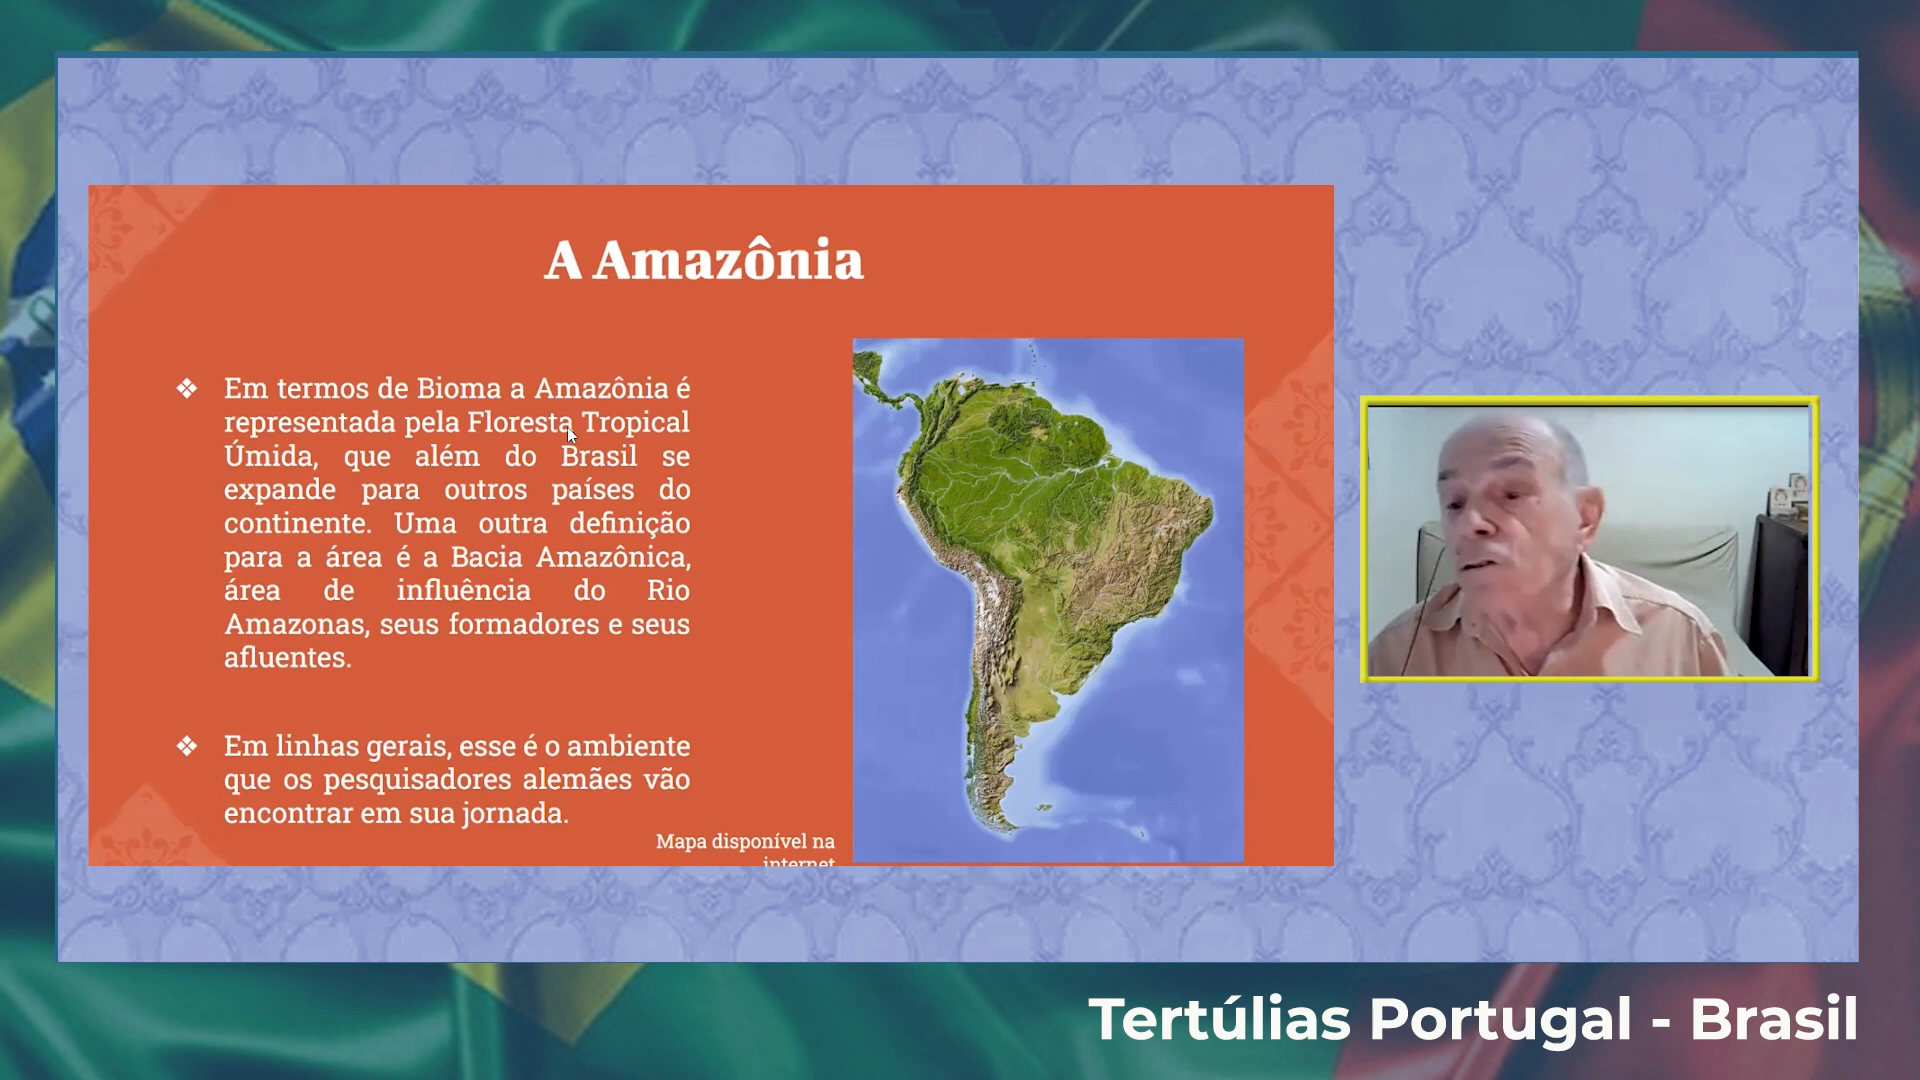 A Amazônia
❖ Em termos de Bioma a Amazônia é
representada pela Floresta Tropical
Úmida, que além do Brasil se
expande para outros países do
continente. Uma outra definição
para a área é a Bacia Amazônica,
área de influência do Rio
Amazonas, seus formadores e seus
afluentes.
❖ Em linhas gerais, esse é o ambiente
que os pesquisadores alemães vão
encontrar em sua jornada.
Mapa disponível na
internet
Tertúlias Portugal - Brasil